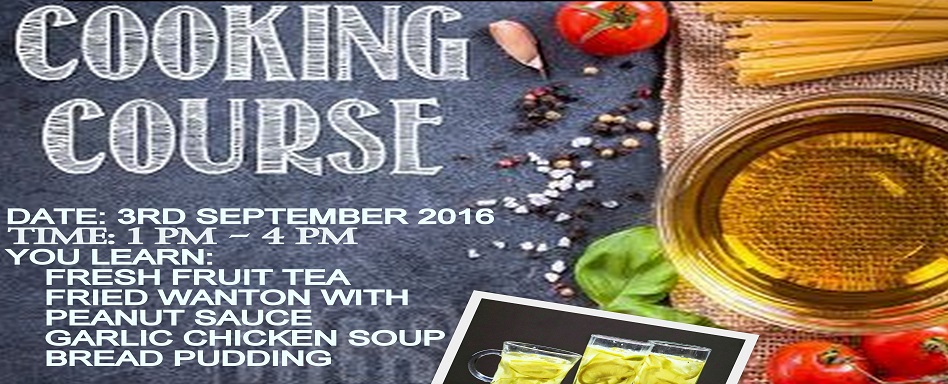 COOKING
COURSE
DATE: 3RD SEPTEMBER 2016
TIME: 1 PM ~ 4 PM
YOU LEARN:
FRESH FRUIT TEA
FRIED WANTON WITH
PEANUT SAUCE
GARLIC CHICKEN SOUP
BREAD PUDDING